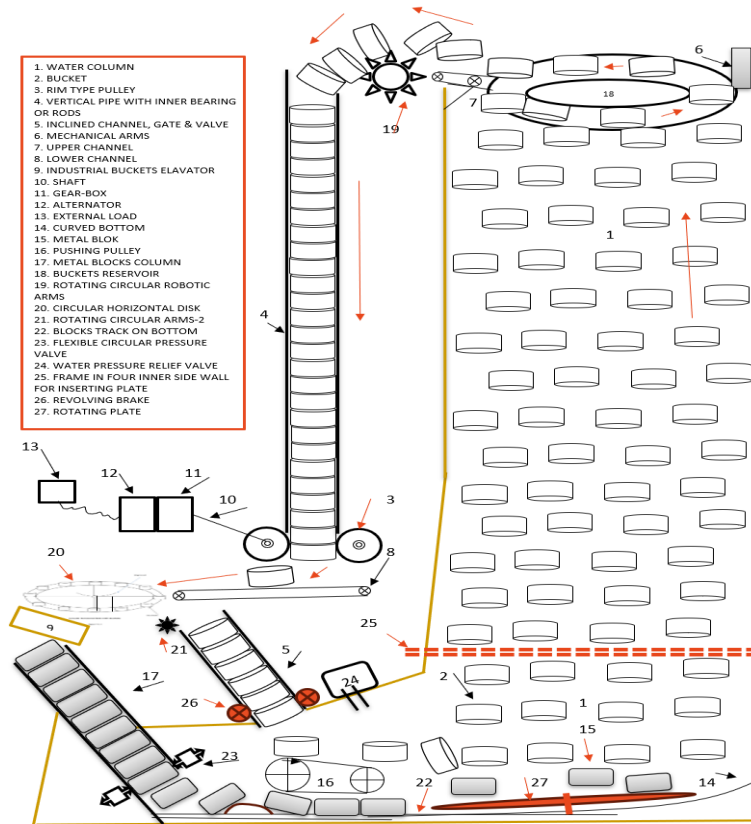 1. WATER COLUMN
2. BUCKET
3. RIM TYPE PULLEY
4. VERTICAL PIPE WITH INNER BEARING
OR RODS
5. INCLINED CHANNEL, GATE & VALVE
6. MECHANICAL ARMS
7. UPPER CHANNEL
8. LOWER CHANNEL
9. INDUSTRIAL BUCKETS ELAVATOR
10. SHAFT
11. GEAR-BOX
12. ALTERNATOR
13. EXTERNAL LOAD
14. CURVED BOTTOM
15. METAL BLOK
16. PUSHING PULLEY
17. METAL BLOCKS COLUMN
18. BUCKETS RESERVOIR
19. ROTATING CIRCULAR ROBOTIC
ARMS
20. CIRCULAR HORIZONTAL DISK
21. ROTATING CIRCULAR ARMS-2
22. BLOCKS TRACK ON BOTTOM
23. FLEXIBLE CIRCULAR PRESSURE
VALVE
24. WATER PRESSURE RELIEF VALVE
25. FRAME IN FOUR INNER SIDE WALL
FOR INSERTING PLATE
26. REVOLVING BRAKE
27. ROTATING PLATE
6
18
7
19
1
4
13
12
11
10
3
20
8
9
21
5
25
17
24
2
26
1
15
23
16
22
27
14